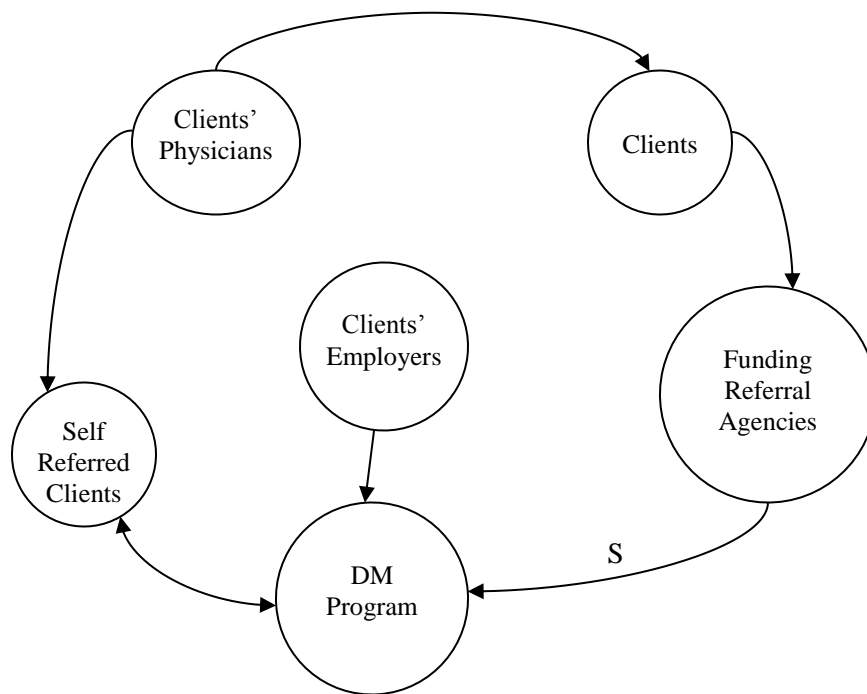 Clients’
Physicians
Clients
Clients’
Employers
Funding
Referral
Agencies
Self
Referred
Clients
S
DM
Program